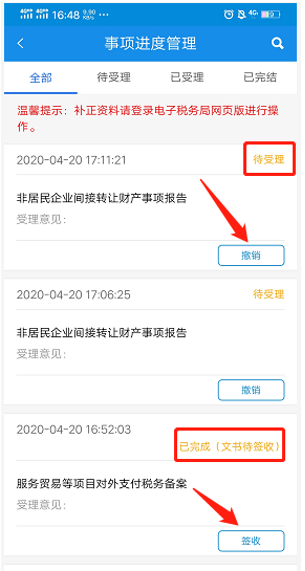 16:48 9.90 KB/s 4G
事项进度管理
全部 待受理 已受理 已完结
温馨提示：补正资料请登录电子税务局网页版进行操
作。
2020-04-20 17:11:21 待受理
非居民企业间接转让财产事项报告
受理意见：
撤销
2020-04-20 17:06:25 待受理
非居民企业间接转让财产事项报告
受理意见：
撤销
2020-04-20 16:52:03
已完成（文书待签收）
服务贸易等项目对外支付税务备案
受理意见：
签收